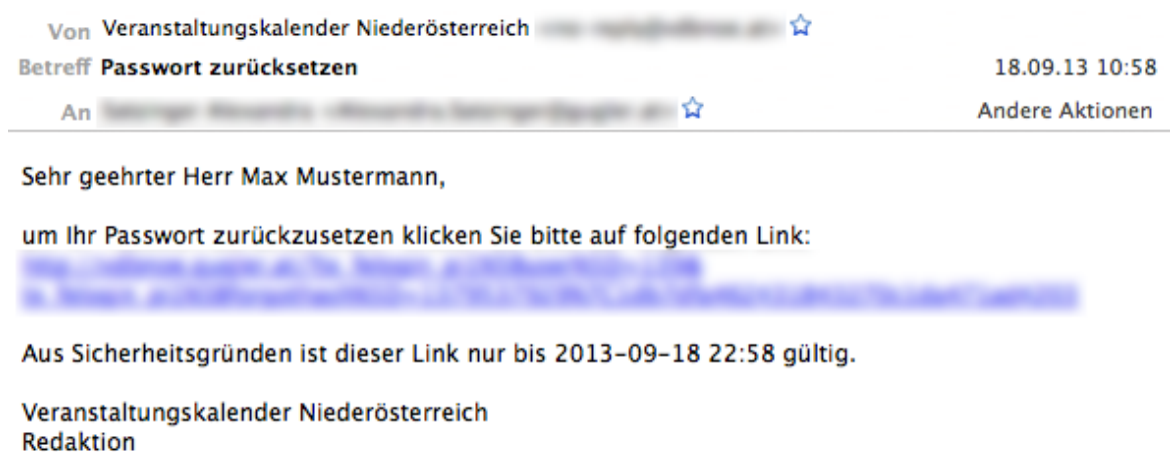 Von Veranstaltungskalender Niederösterreich
Betreff Passwort zurücksetzen 18.09.13 10:58
An Andere Aktionen
Sehr geehrter Herr Max Mustermann,
um Ihr Passwort zurückzusetzen klicken Sie bitte auf folgenden Link:
Aus Sicherheitsgründen ist dieser Link nur bis 2013-09-18 22:58 gültig.
Veranstaltungskalender Niederösterreich
Redaktion